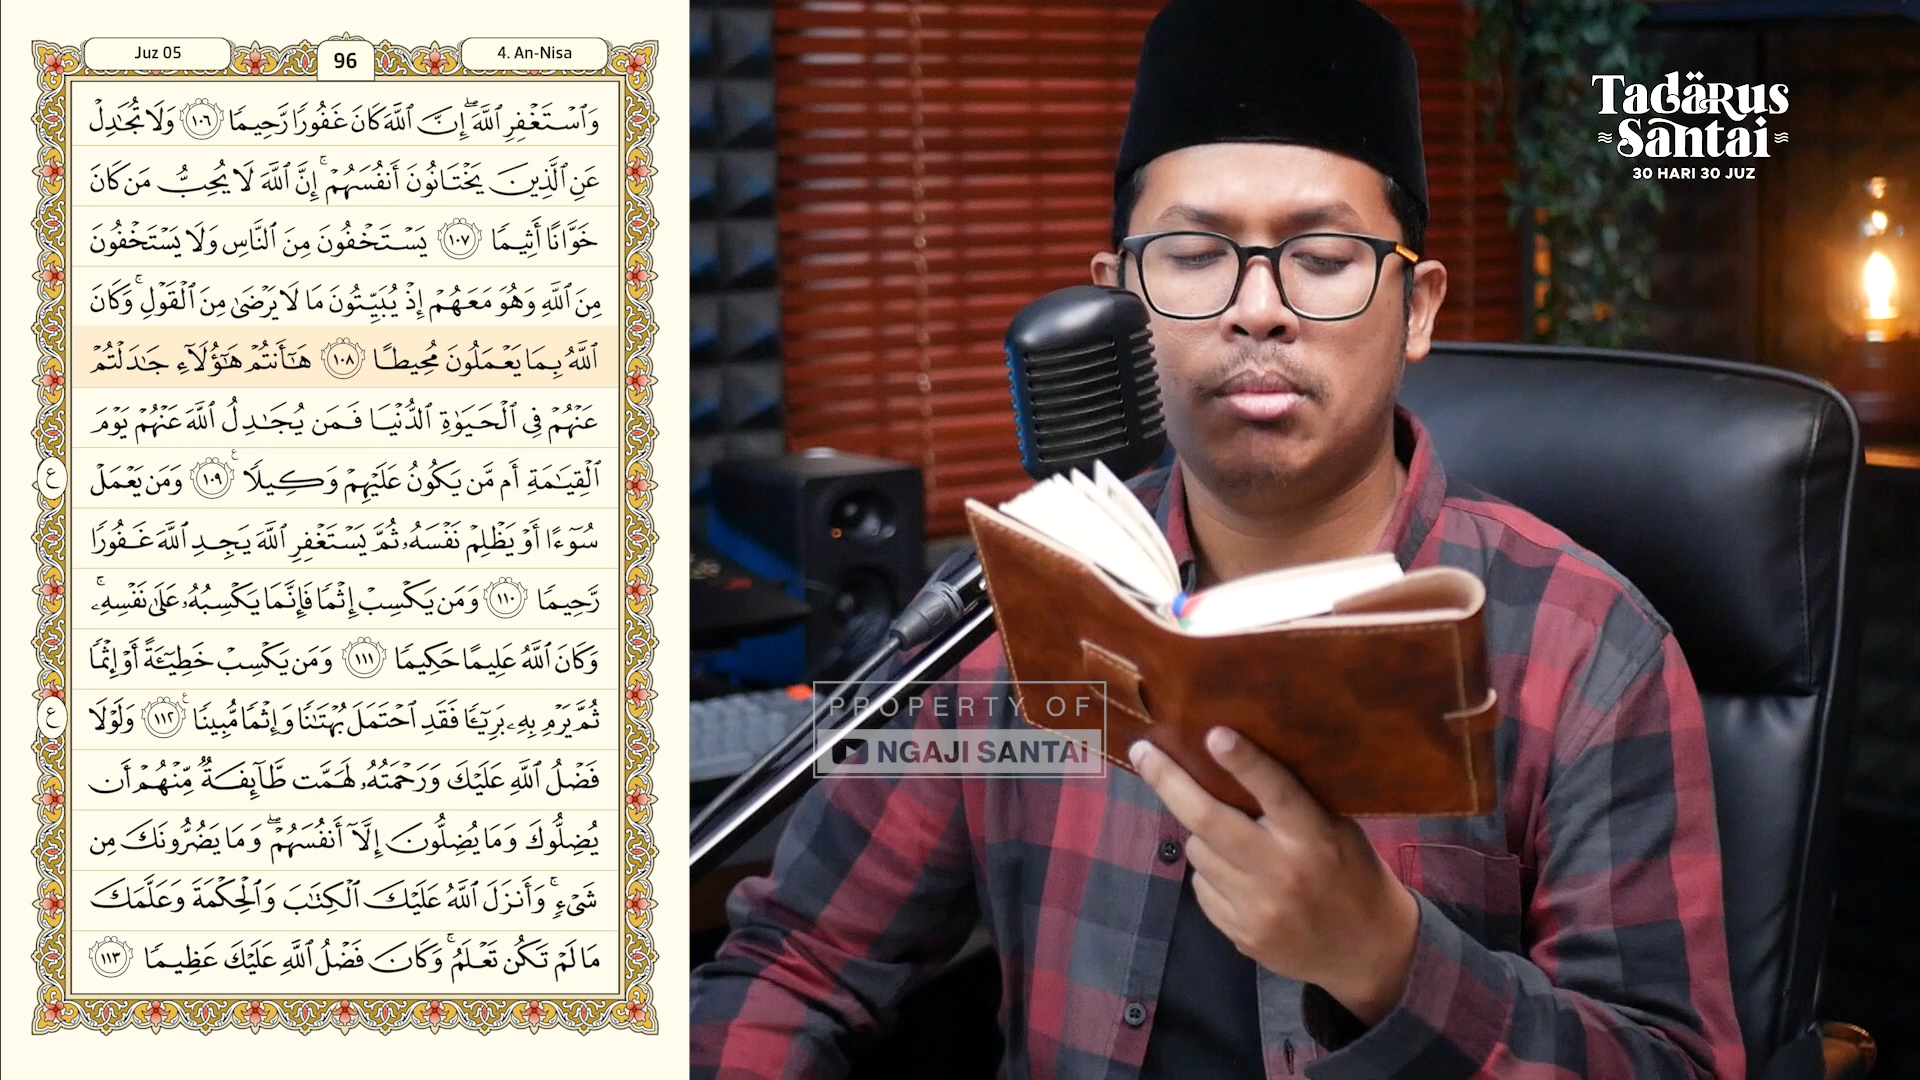 Juz 05
96
4. An-Nisa
وَٱسْتَغْفِرِ ٱللَّهَ ۖ إِنَّ ٱللَّهَ كَانَ غَفُورًا رَّحِيمًا ١٠٦ وَلَا تُجَٰدِلْ
عَنِ ٱلَّذِينَ يَخْتَانُونَ أَنفُسَهُمْ ۚ إِنَّ ٱللَّهَ لَا يُحِبُّ مَن كَانَ
خَوَّانًا أَثِيمًا ١٠٧ يَسْتَخْفُونَ مِنَ ٱلنَّاسِ وَلَا يَسْتَخْفُونَ
مِنَ ٱللَّهِ وَهُوَ مَعَهُمْ إِذْ يُبَيِّتُونَ مَا لَا يَرْضَىٰ مِنَ ٱلْقَوْلِ ۚ وَكَانَ
ٱللَّهُ بِمَا يَعْمَلُونَ مُحِيطًا ١٠٨ هَٰٓأَنتُمْ هَٰٓؤُلَآءِ جَٰدَلْتُمْ
عَنْهُمْ فِى ٱلْحَيَوٰةِ ٱلدُّنْيَا فَمَن يُجَٰدِلُ ٱللَّهَ عَنْهُمْ يَوْمَ
ٱلْقِيَٰمَةِ أَم مَّن يَكُونُ عَلَيْهِمْ وَكِيلًا ١٠٩ وَمَن يَعْمَلْ
ع
سُوٓءًا أَوْ يَظْلِمْ نَفْسَهُۥ ثُمَّ يَسْتَغْفِرِ ٱللَّهَ يَجِدِ ٱللَّهَ غَفُورًا
رَّحِيمًا ١١٠ وَمَن يَكْسِبْ إِثْمًا فَإِنَّمَا يَكْسِبُهُۥ عَلَىٰ نَفْسِهِۦ ۚ
وَكَانَ ٱللَّهُ عَلِيمًا حَكِيمًا ١١١ وَمَن يَكْسِبْ خَطِيٓـَٔةً أَوْ إِثْمًا
ثُمَّ يَرْمِ بِهِۦ بَرِيٓـًٔا فَقَدِ ٱحْتَمَلَ بُهْتَٰنًا وَإِثْمًا مُّبِينًا ١١٢ وَلَوْلَا
ع
فَضْلُ ٱللَّهِ عَلَيْكَ وَرَحْمَتُهُۥ لَهَمَّت طَّآئِفَةٌ مِّنْهُمْ أَن
يُضِلُّوكَ وَمَا يُضِلُّونَ إِلَّآ أَنفُسَهُمْ ۖ وَمَا يَضُرُّونَكَ مِن
شَىْءٍ ۚ وَأَنزَلَ ٱللَّهُ عَلَيْكَ ٱلْكِتَٰبَ وَٱلْحِكْمَةَ وَعَلَّمَكَ
مَا لَمْ تَكُن تَعْلَمُ ۚ وَكَانَ فَضْلُ ٱللَّهِ عَلَيْكَ عَظِيمًا ١١٣
Tadarus
Santai
30 HARI 30 JUZ
PROPERTY OF
NGAJI SANTAi